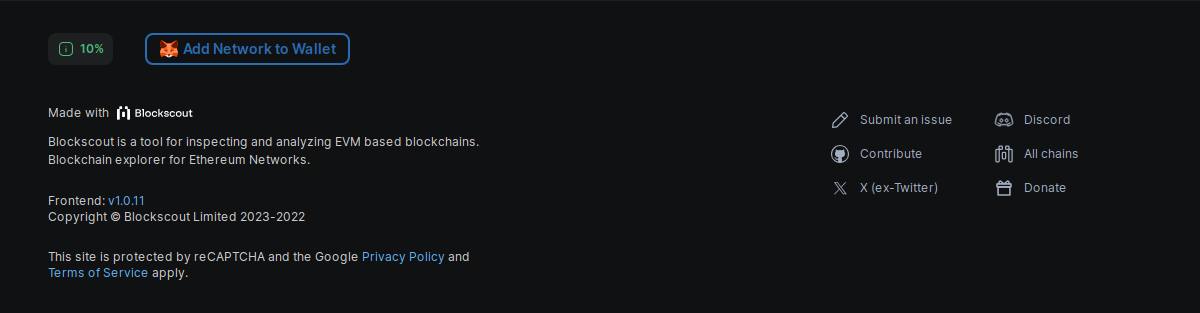 10%
Add Network to Wallet
Made with Blockscout
Blockscout is a tool for inspecting and analyzing EVM based blockchains.
Blockchain explorer for Ethereum Networks.
Frontend: v1.0.11
Copyright © Blockscout Limited 2023-2022
This site is protected by reCAPTCHA and the Google Privacy Policy and
Terms of Service apply.
Submit an issue
Contribute
X (ex-Twitter)
Discord
All chains
Donate